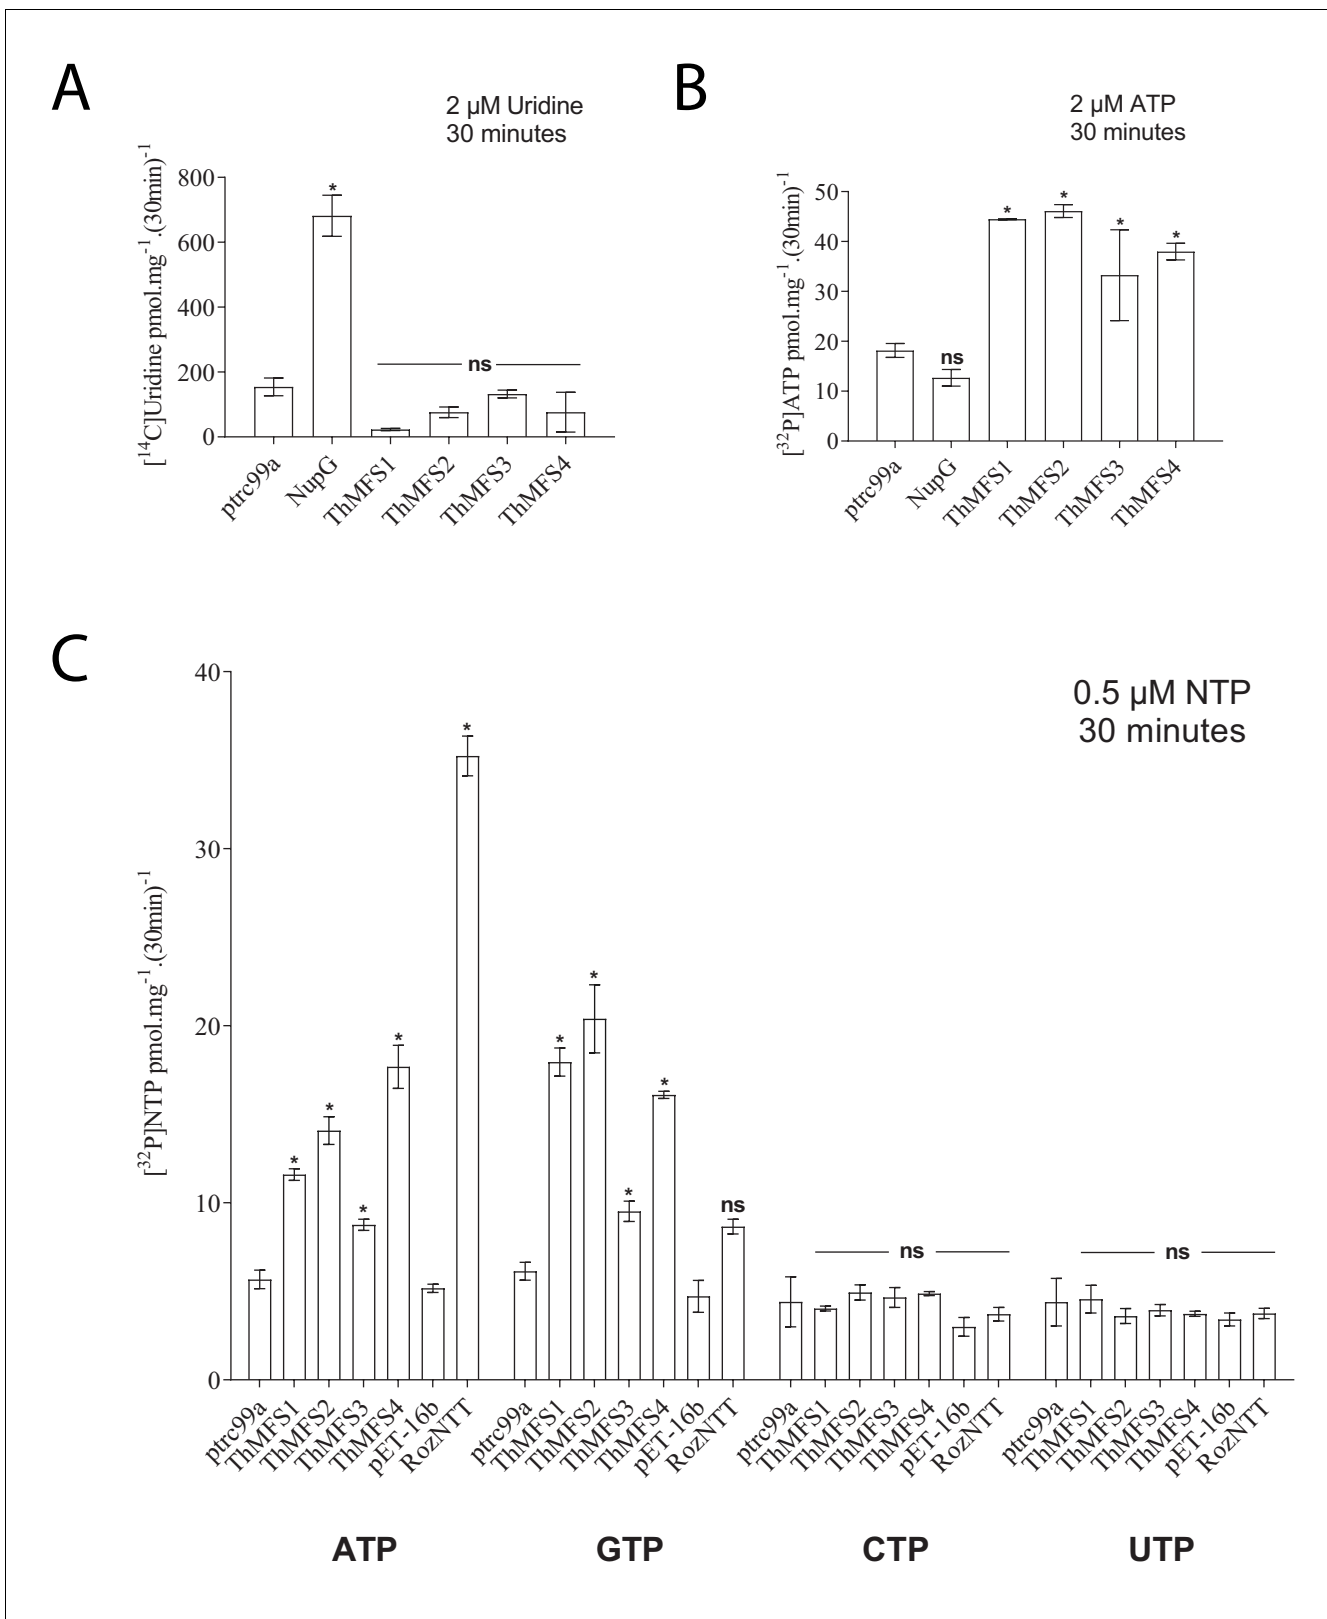 A
2 µM Uridine
30 minutes
[¹⁴C]Uridine pmol.mg⁻¹.(30min)⁻¹
800
600
400
200
0
*
ns
ptrc99a
NupG
ThMFS1
ThMFS2
ThMFS3
ThMFS4
B
2 µM ATP
30 minutes
[³²P]ATP pmol.mg⁻¹.(30min)⁻¹
50
40
30
20
10
0
ns
*
*
*
*
ptrc99a
NupG
ThMFS1
ThMFS2
ThMFS3
ThMFS4
C
0.5 µM NTP
30 minutes
[³²P]NTP pmol.mg⁻¹.(30min)⁻¹
40
30
20
10
0
*
*
*
*
*
*
*
*
*
ns
ns
ns
ptrc99a
ThMFS1
ThMFS2
ThMFS3
ThMFS4
pET-16b
RozNTT
ptrc99a
ThMFS1
ThMFS2
ThMFS3
ThMFS4
pET-16b
RozNTT
ptrc99a
ThMFS1
ThMFS2
ThMFS3
ThMFS4
pET-16b
RozNTT
ptrc99a
ThMFS1
ThMFS2
ThMFS3
ThMFS4
pET-16b
RozNTT
ATP
GTP
CTP
UTP